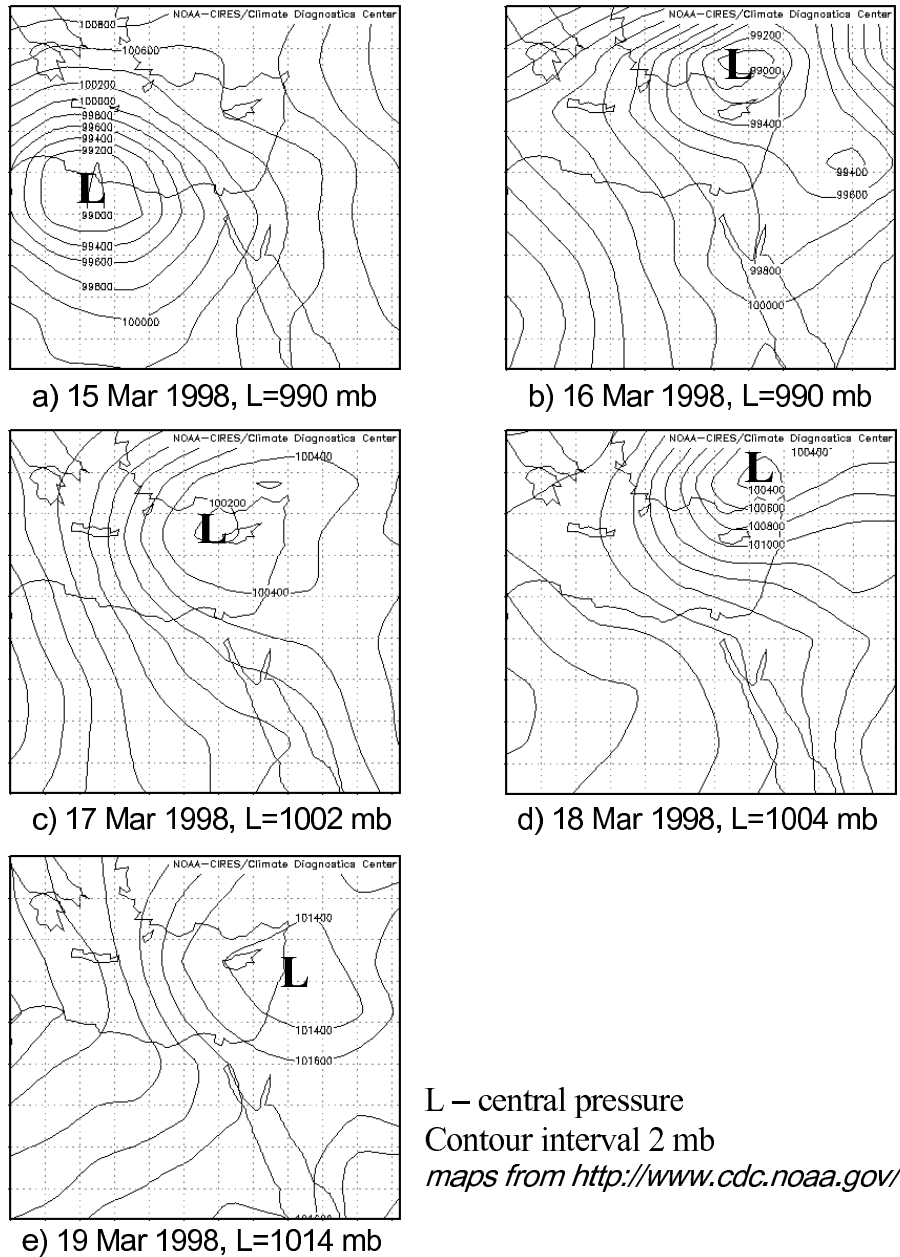 NOAA-CIRES/Climate Diagnostics Center
100800
100600
100200
100000
99800
99600
99400
99200
L
99000
99400
99600
99800
100000
a) 15 Mar 1998, L=990 mb
NOAA-CIRES/Climate Diagnostics Center
99200
L
99000
99400
99400
99600
99800
100000
b) 16 Mar 1998, L=990 mb
NOAA-CIRES/Climate Diagnostics Center
100400
100200
L
100400
c) 17 Mar 1998, L=1002 mb
NOAA-CIRES/Climate Diagnostics Center
100400
L
100400
100600
100800
101000
d) 18 Mar 1998, L=1004 mb
NOAA-CIRES/Climate Diagnostics Center
101400
L
101400
101600
e) 19 Mar 1998, L=1014 mb
L – central pressure
Contour interval 2 mb
maps from http://www.cdc.noaa.gov/